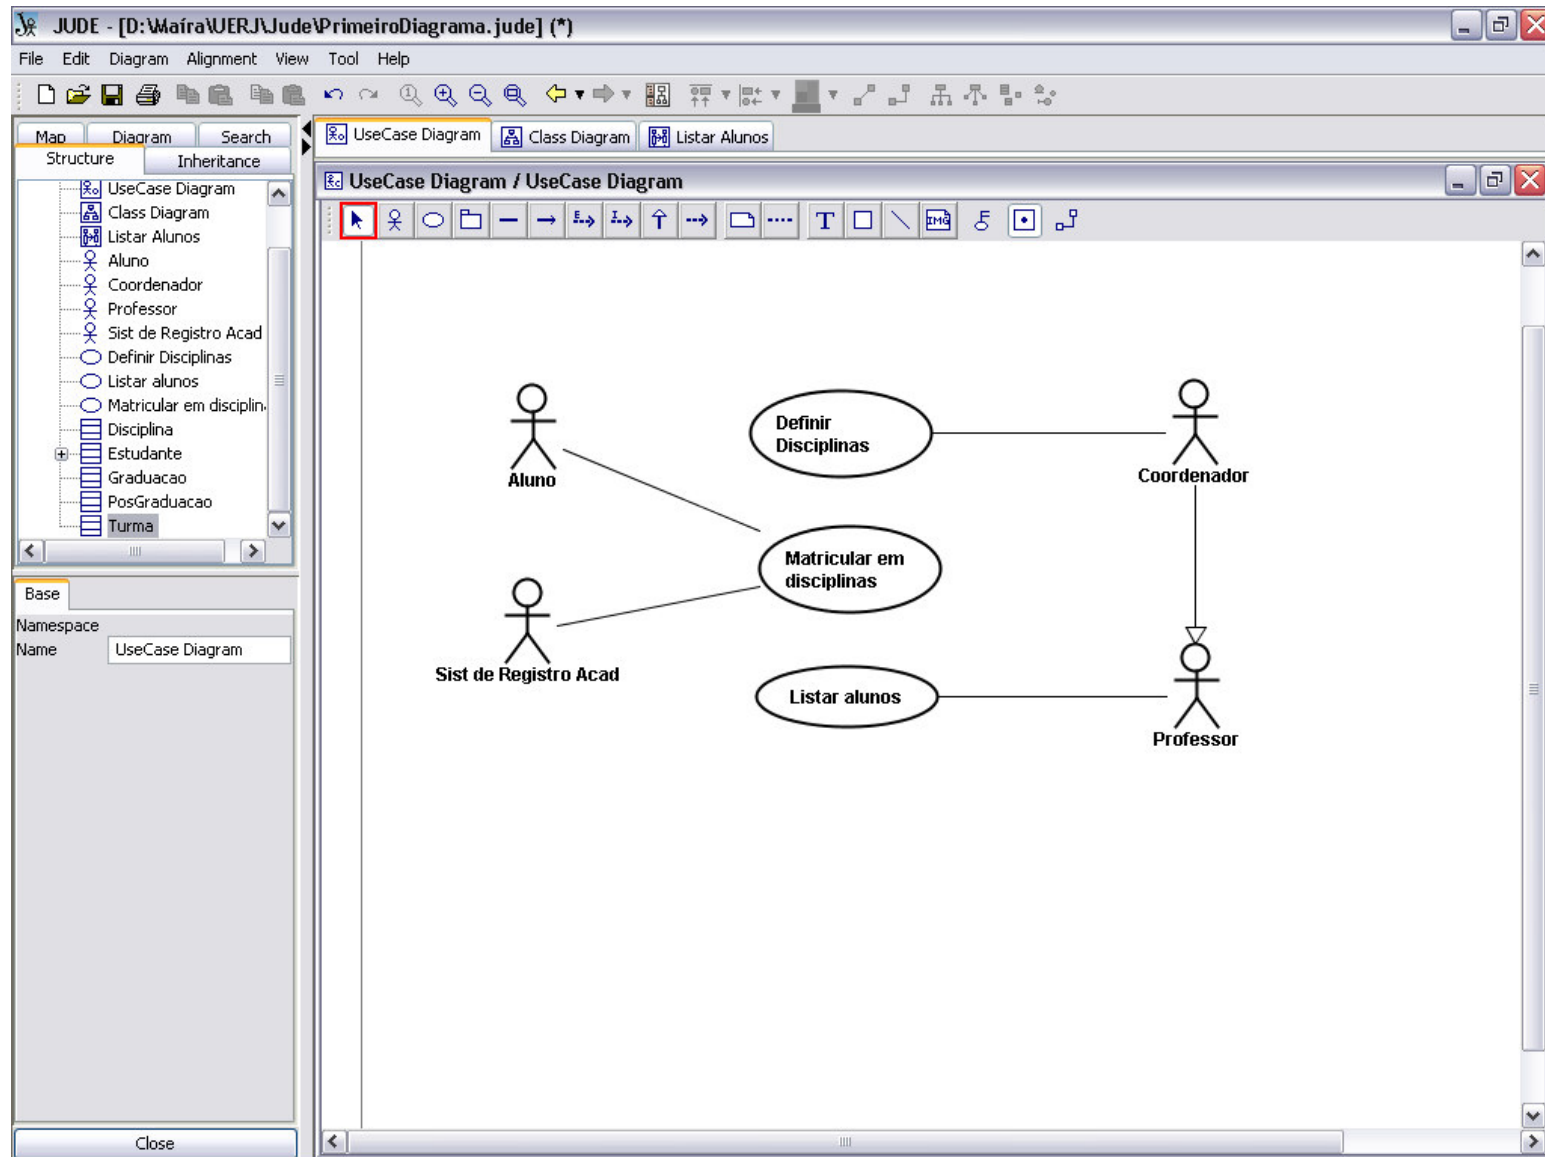 JUDE - [D:\Maíra\UERJ\Jude\PrimeiroDiagrama.jude] (*)
File Edit Diagram Alignment View Tool Help
Map Diagram Search
Structure Inheritance
UseCase Diagram
Class Diagram
Listar Alunos
Aluno
Coordenador
Professor
Sist de Registro Acad
Definir Disciplinas
Listar alunos
Matricular em disciplin
Disciplina
Estudante
Graduacao
PosGraduacao
Turma
Base
Namespace
Name UseCase Diagram
Close
UseCase Diagram Class Diagram Listar Alunos
UseCase Diagram / UseCase Diagram
T IMG
Definir
Disciplinas
Aluno
Coordenador
Matricular em
disciplinas
Sist de Registro Acad
Listar alunos
Professor